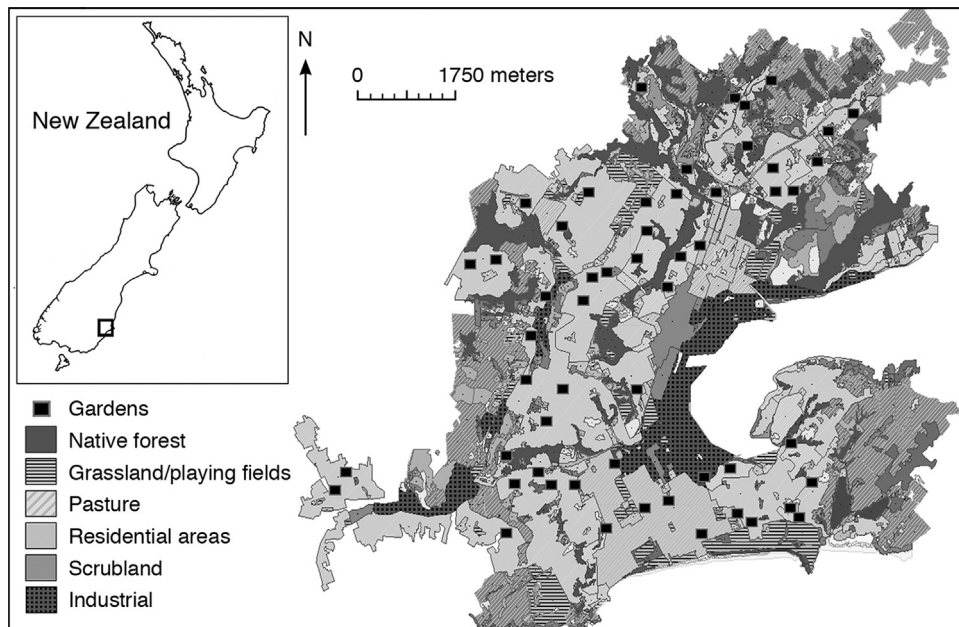 New Zealand
N
0 1750 meters
Gardens
Native forest
Grassland/playing fields
Pasture
Residential areas
Scrubland
Industrial